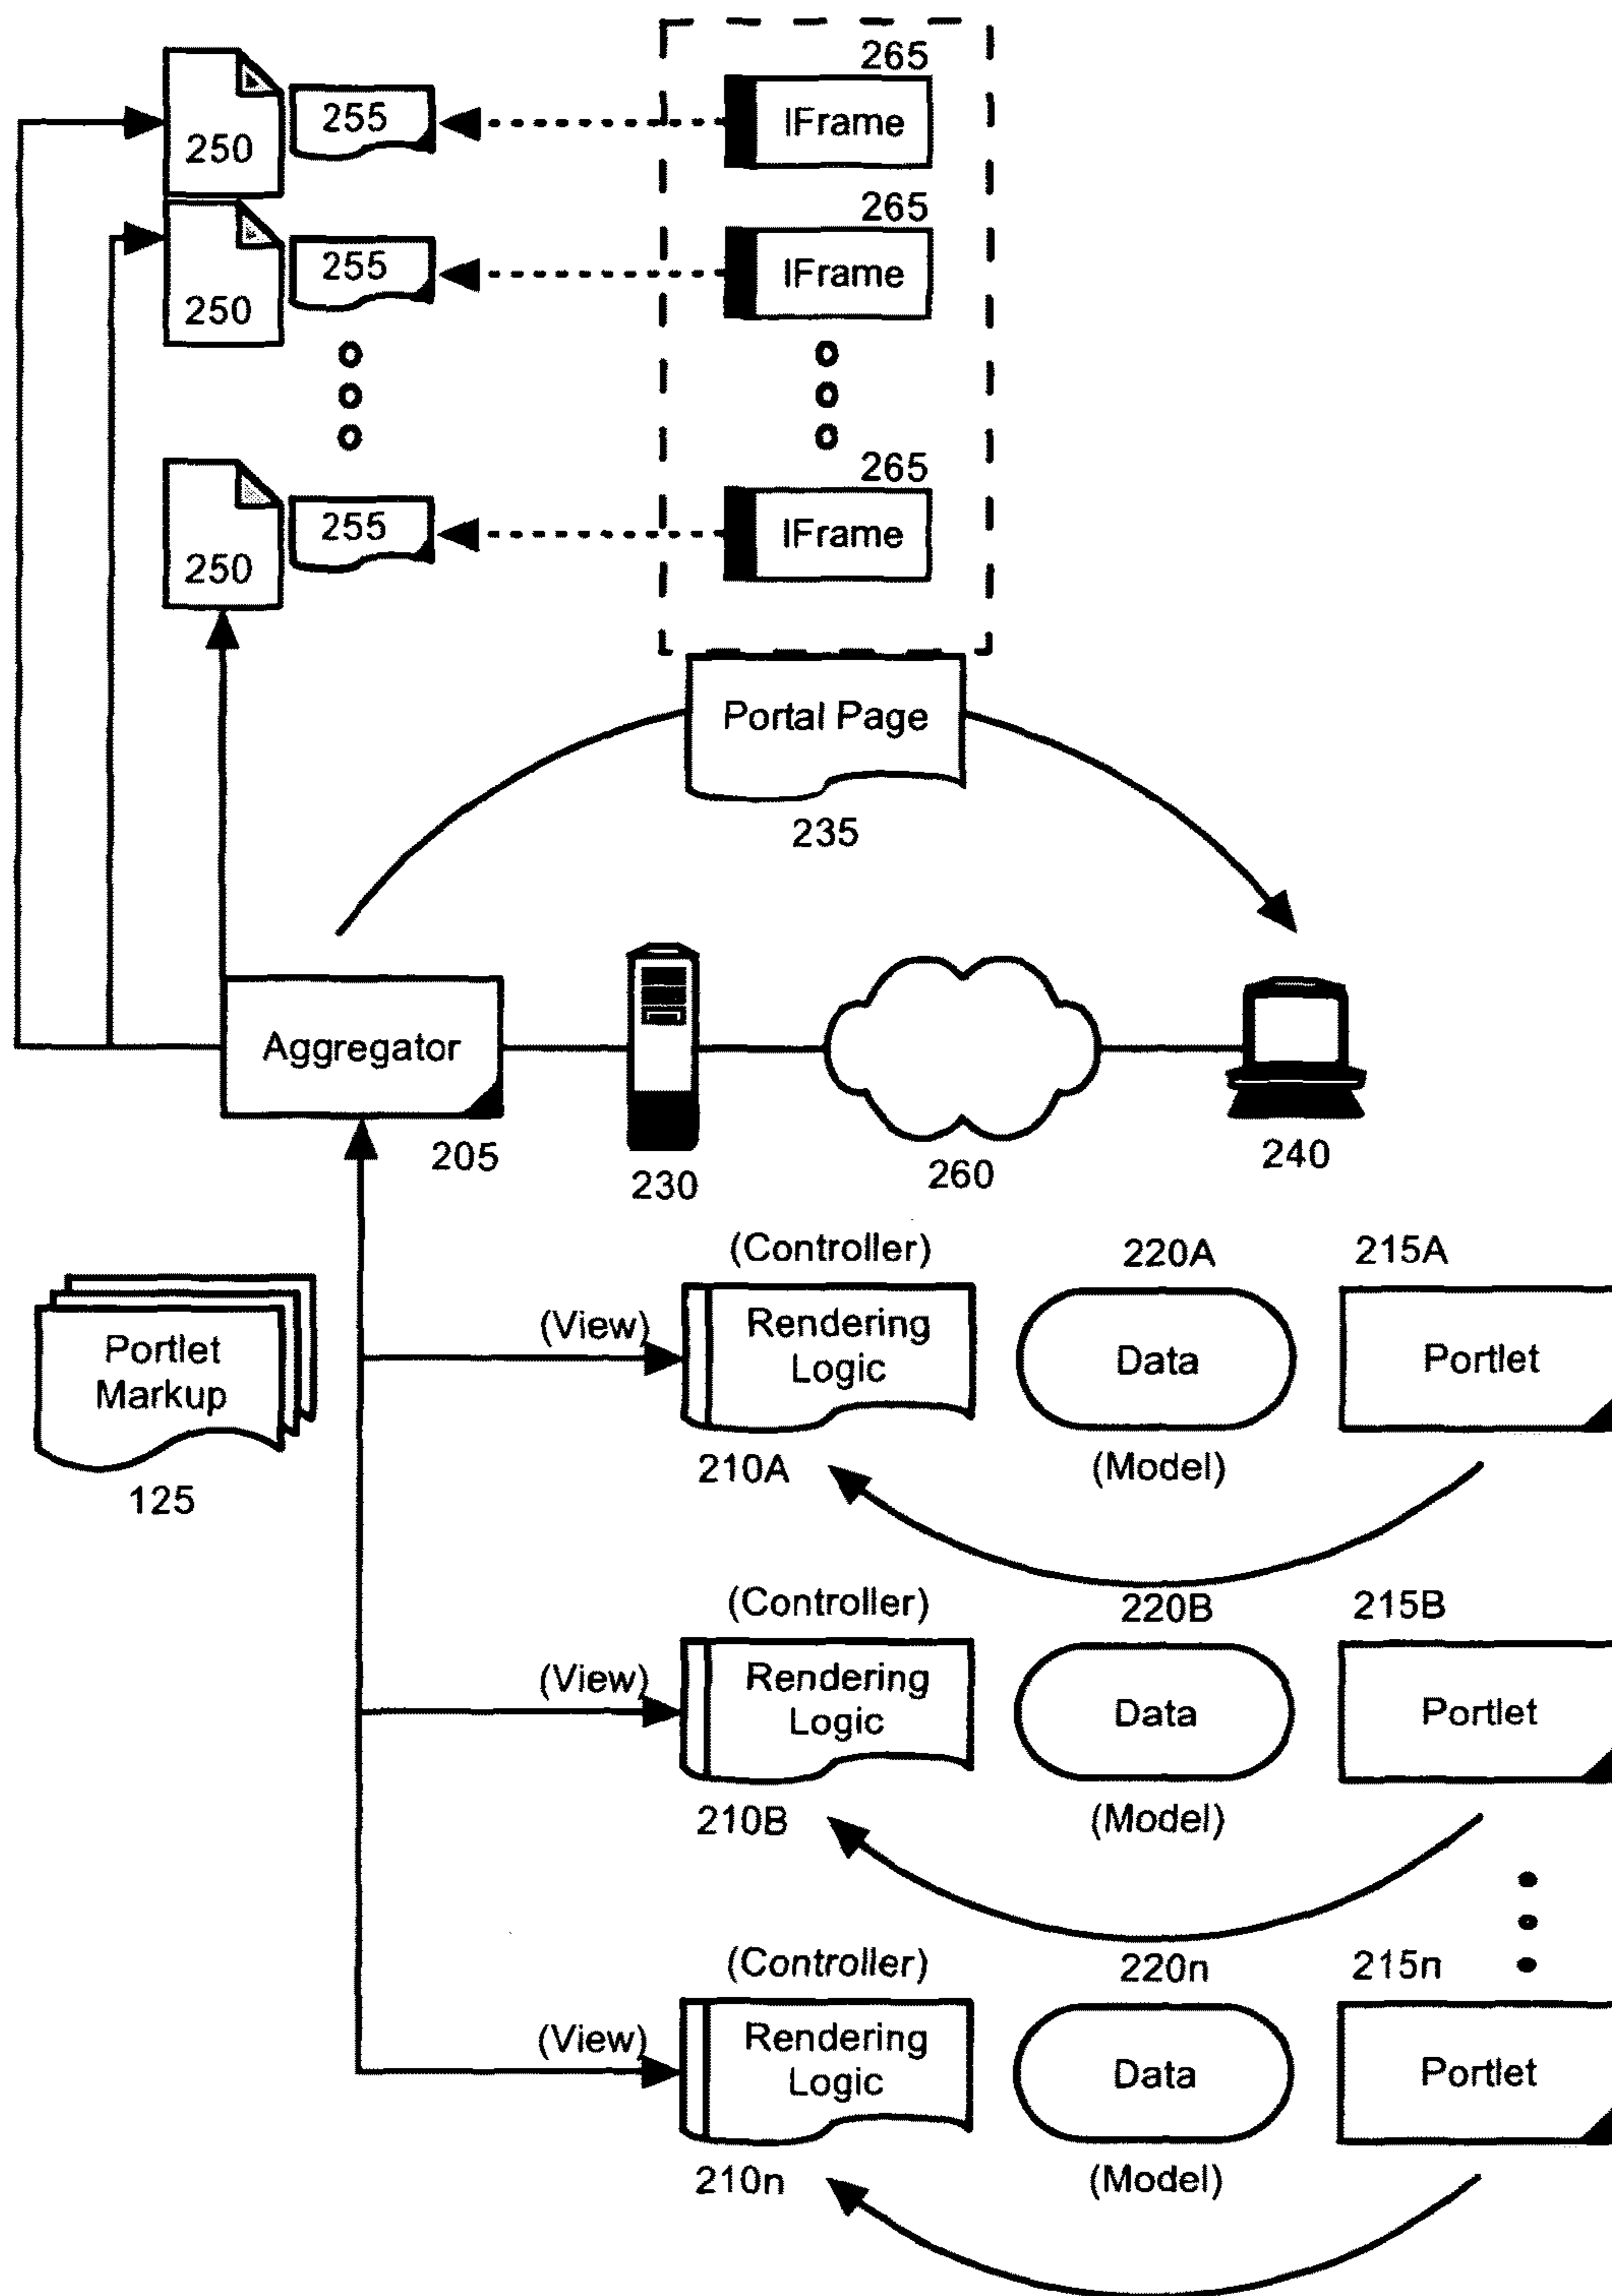 265
IFrame
255
250
265
IFrame
255
250
265
IFrame
255
250
Portal Page
235
Aggregator
205
230
260
240
(Controller)
220A
215A
(View)
Rendering
Logic
Data
Portlet
210A
(Model)
Portlet
Markup
125
(Controller)
220B
215B
(View)
Rendering
Logic
Data
Portlet
210B
(Model)
(Controller)
220n
215n
(View)
Rendering
Logic
Data
Portlet
210n
(Model)